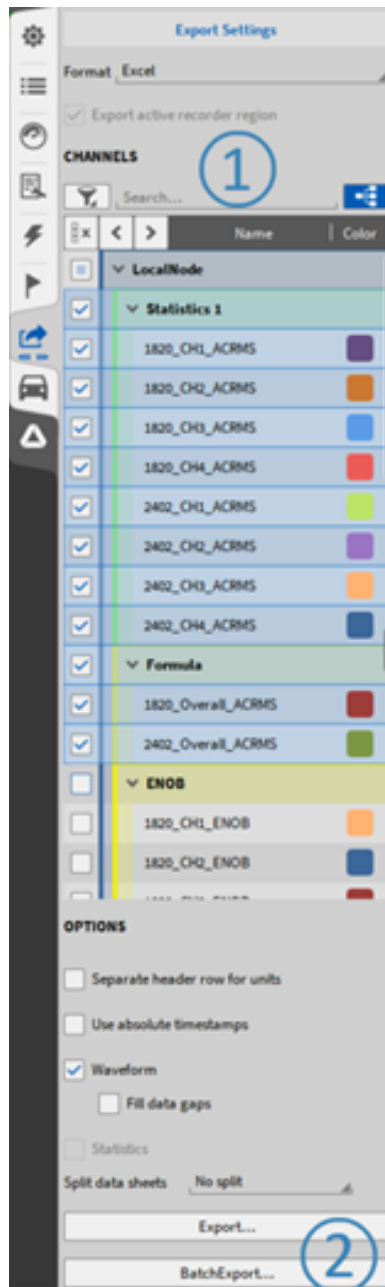 Export Settings
Format Excel
Export active recorder region
CHANNELS
1
Search...
Name Color
LocalNode
Statistics 1
1820_CH1_ACRMS
1820_CH2_ACRMS
1820_CH3_ACRMS
1820_CH4_ACRMS
2402_CH1_ACRMS
2402_CH2_ACRMS
2402_CH3_ACRMS
2402_CH4_ACRMS
Formula
1820_Overall_ACRMS
2402_Overall_ACRMS
ENOB
1820_CH1_ENOB
1820_CH2_ENOB
OPTIONS
Separate header row for units
Use absolute timestamps
Waveform
Fill data gaps
Statistics
Split data sheets No split
Export...
2
BatchExport...